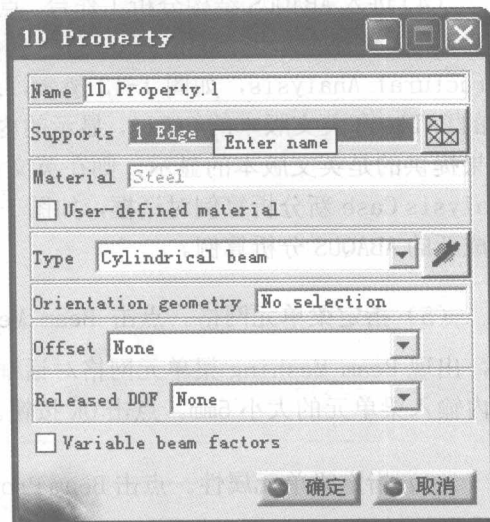 1D Property
Name 1D Property.1
Supports 1 Edge
Enter name
Material Steel
User-defined material
Type Cylindrical beam
Orientation geometry No selection
Offset None
Released DOF None
Variable beam factors
确定 取消